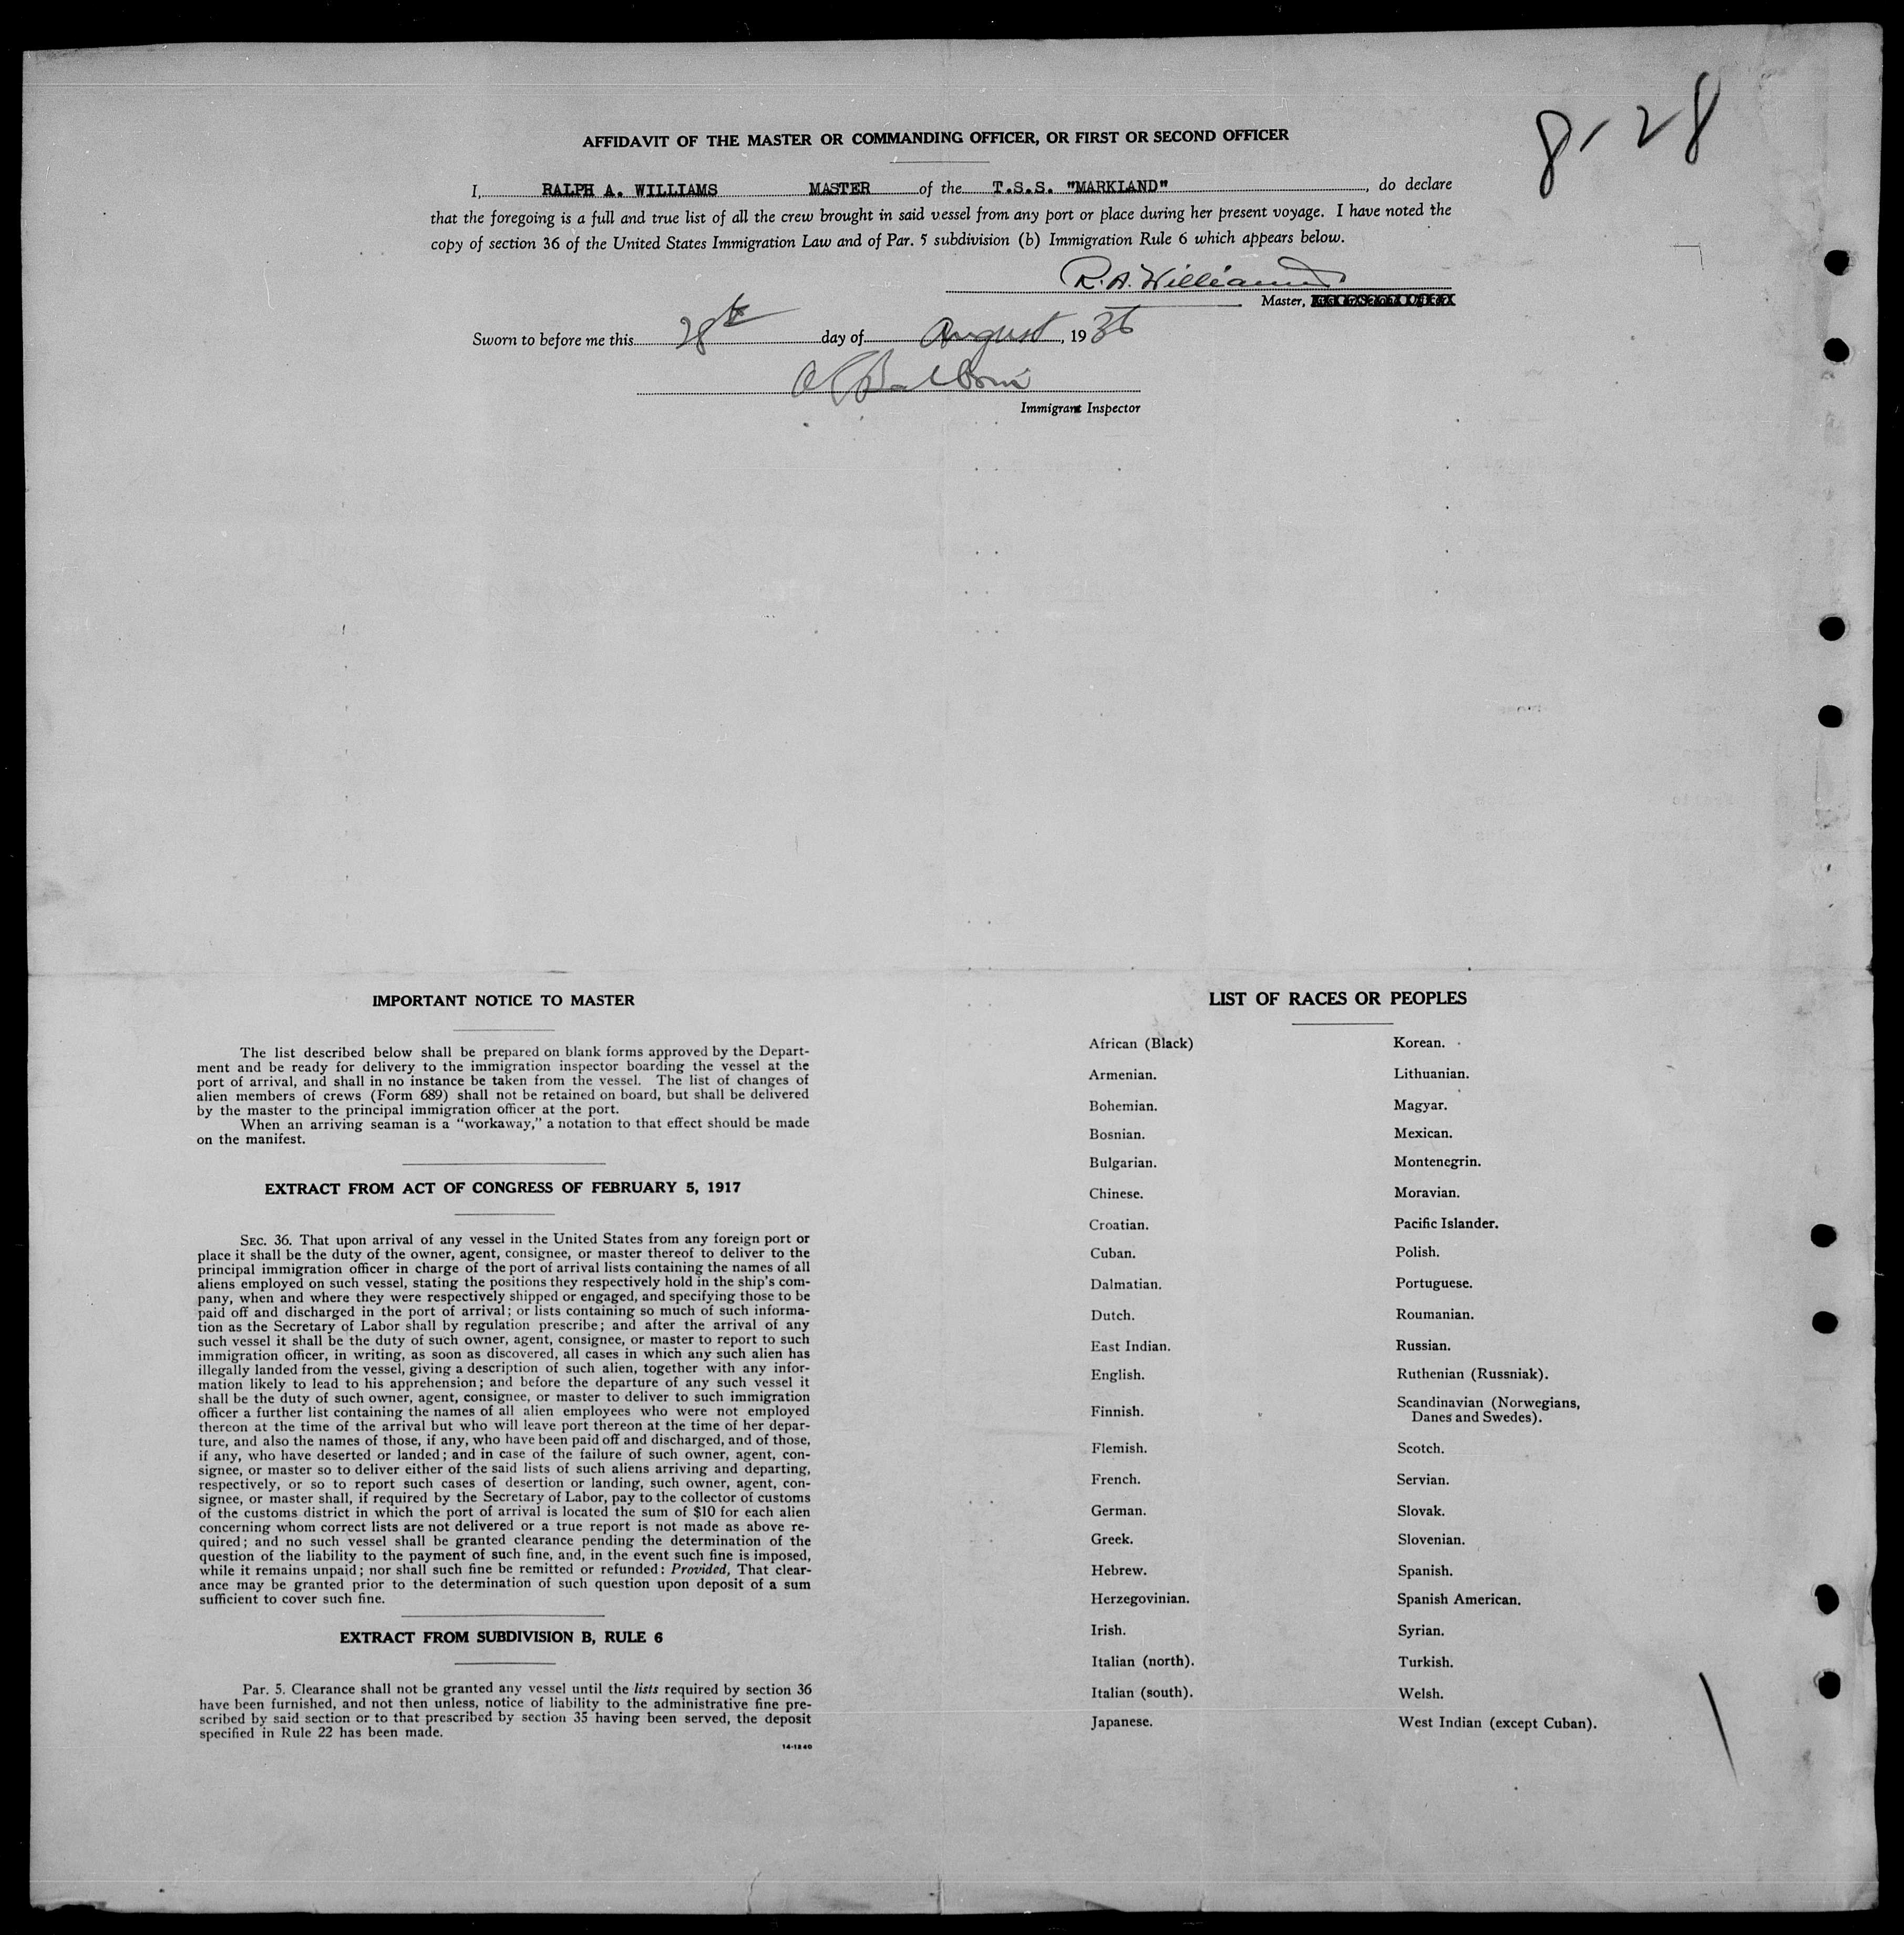 8-28
AFFIDAVIT OF THE MASTER OR COMMANDING OFFICER, OR FIRST OR SECOND OFFICER
I, RALPH A. WILLIAMS MASTER of the T.S.S. "MARKLAND", do declare
that the foregoing is a full and true list of all the crew brought in said vessel from any port or place during her present voyage. I have noted the
copy of section 36 of the United States Immigration Law and of Par. 5 subdivision (b) Immigration Rule 6 which appears below.
R. A. Williams
Master,
Sworn to before me this 28th day of August, 1936
Immigrant Inspector
IMPORTANT NOTICE TO MASTER
The list described below shall be prepared on blank forms approved by the Depart-
ment and be ready for delivery to the immigration inspector boarding the vessel at the
port of arrival, and shall in no instance be taken from the vessel. The list of changes of
alien members of crews (Form 689) shall not be retained on board, but shall be delivered
by the master to the principal immigration officer at the port.
When an arriving seaman is a "workaway," a notation to that effect should be made
on the manifest.
EXTRACT FROM ACT OF CONGRESS OF FEBRUARY 5, 1917
SEC. 36. That upon arrival of any vessel in the United States from any foreign port or
place it shall be the duty of the owner, agent, consignee, or master thereof to deliver to the
principal immigration officer in charge of the port of arrival lists containing the names of all
aliens employed on such vessel, stating the positions they respectively hold in the ship's com-
pany, when and where they were respectively shipped or engaged, and specifying those to be
paid off and discharged in the port of arrival; or lists containing so much of such informa-
tion as the Secretary of Labor shall by regulation prescribe; and after the arrival of any
such vessel it shall be the duty of such owner, agent, consignee, or master to report to such
immigration officer, in writing, as soon as discovered, all cases in which any such alien has
illegally landed from the vessel, giving a description of such alien, together with any infor-
mation likely to lead to his apprehension; and before the departure of any such vessel it
shall be the duty of such owner, agent, consignee, or master to deliver to such immigration
officer a further list containing the names of all alien employees who were not employed
thereon at the time of the arrival but who will leave port thereon at the time of her depar-
ture, and also the names of those, if any, who have been paid off and discharged, and of those,
if any, who have deserted or landed; and in case of the failure of such owner, agent, con-
signee, or master so to deliver either of the said lists of such aliens arriving and departing,
respectively, or so to report such cases of desertion or landing, such owner, agent, con-
signee, or master shall, if required by the Secretary of Labor, pay to the collector of customs
of the customs district in which the port of arrival is located the sum of $10 for each alien
concerning whom correct lists are not delivered or a true report is not made as above re-
quired; and no such vessel shall be granted clearance pending the determination of the
question of the liability to the payment of such fine, and, in the event such fine is imposed,
while it remains unpaid; nor shall such fine be remitted or refunded: Provided, That clear-
ance may be granted prior to the determination of such question upon deposit of a sum
sufficient to cover such fine.
EXTRACT FROM SUBDIVISION B, RULE 6
Par. 5. Clearance shall not be granted any vessel until the lists required by section 36
have been furnished, and not then unless, notice of liability to the administrative fine pre-
scribed by said section or to that prescribed by section 35 having been served, the deposit
specified in Rule 22 has been made.
14-1240
LIST OF RACES OR PEOPLES
African (Black)
Armenian.
Bohemian.
Bosnian.
Bulgarian.
Chinese.
Croatian.
Cuban.
Dalmatian.
Dutch.
East Indian.
English.
Finnish.
Flemish.
French.
German.
Greek.
Hebrew.
Herzegovinian.
Irish.
Italian (north).
Italian (south).
Japanese.
Korean.
Lithuanian.
Magyar.
Mexican.
Montenegrin.
Moravian.
Pacific Islander.
Polish.
Portuguese.
Roumanian.
Russian.
Ruthenian (Russniak).
Scandinavian (Norwegians,
Danes and Swedes).
Scotch.
Servian.
Slovak.
Slovenian.
Spanish.
Spanish American.
Syrian.
Turkish.
Welsh.
West Indian (except Cuban).